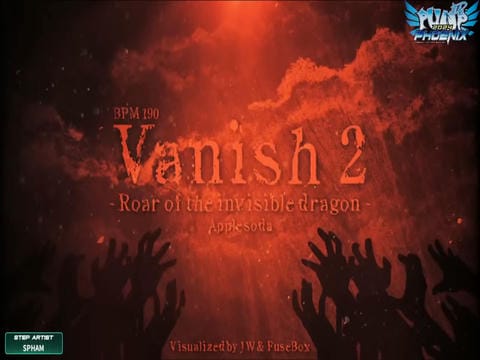 PUMP
2023
PHOENIX
BPM 190
Vanish 2
- Roar of the invisible dragon -
Applesoda
Visualized by JW & FuseBox
STEP ARTIST
SPHAM